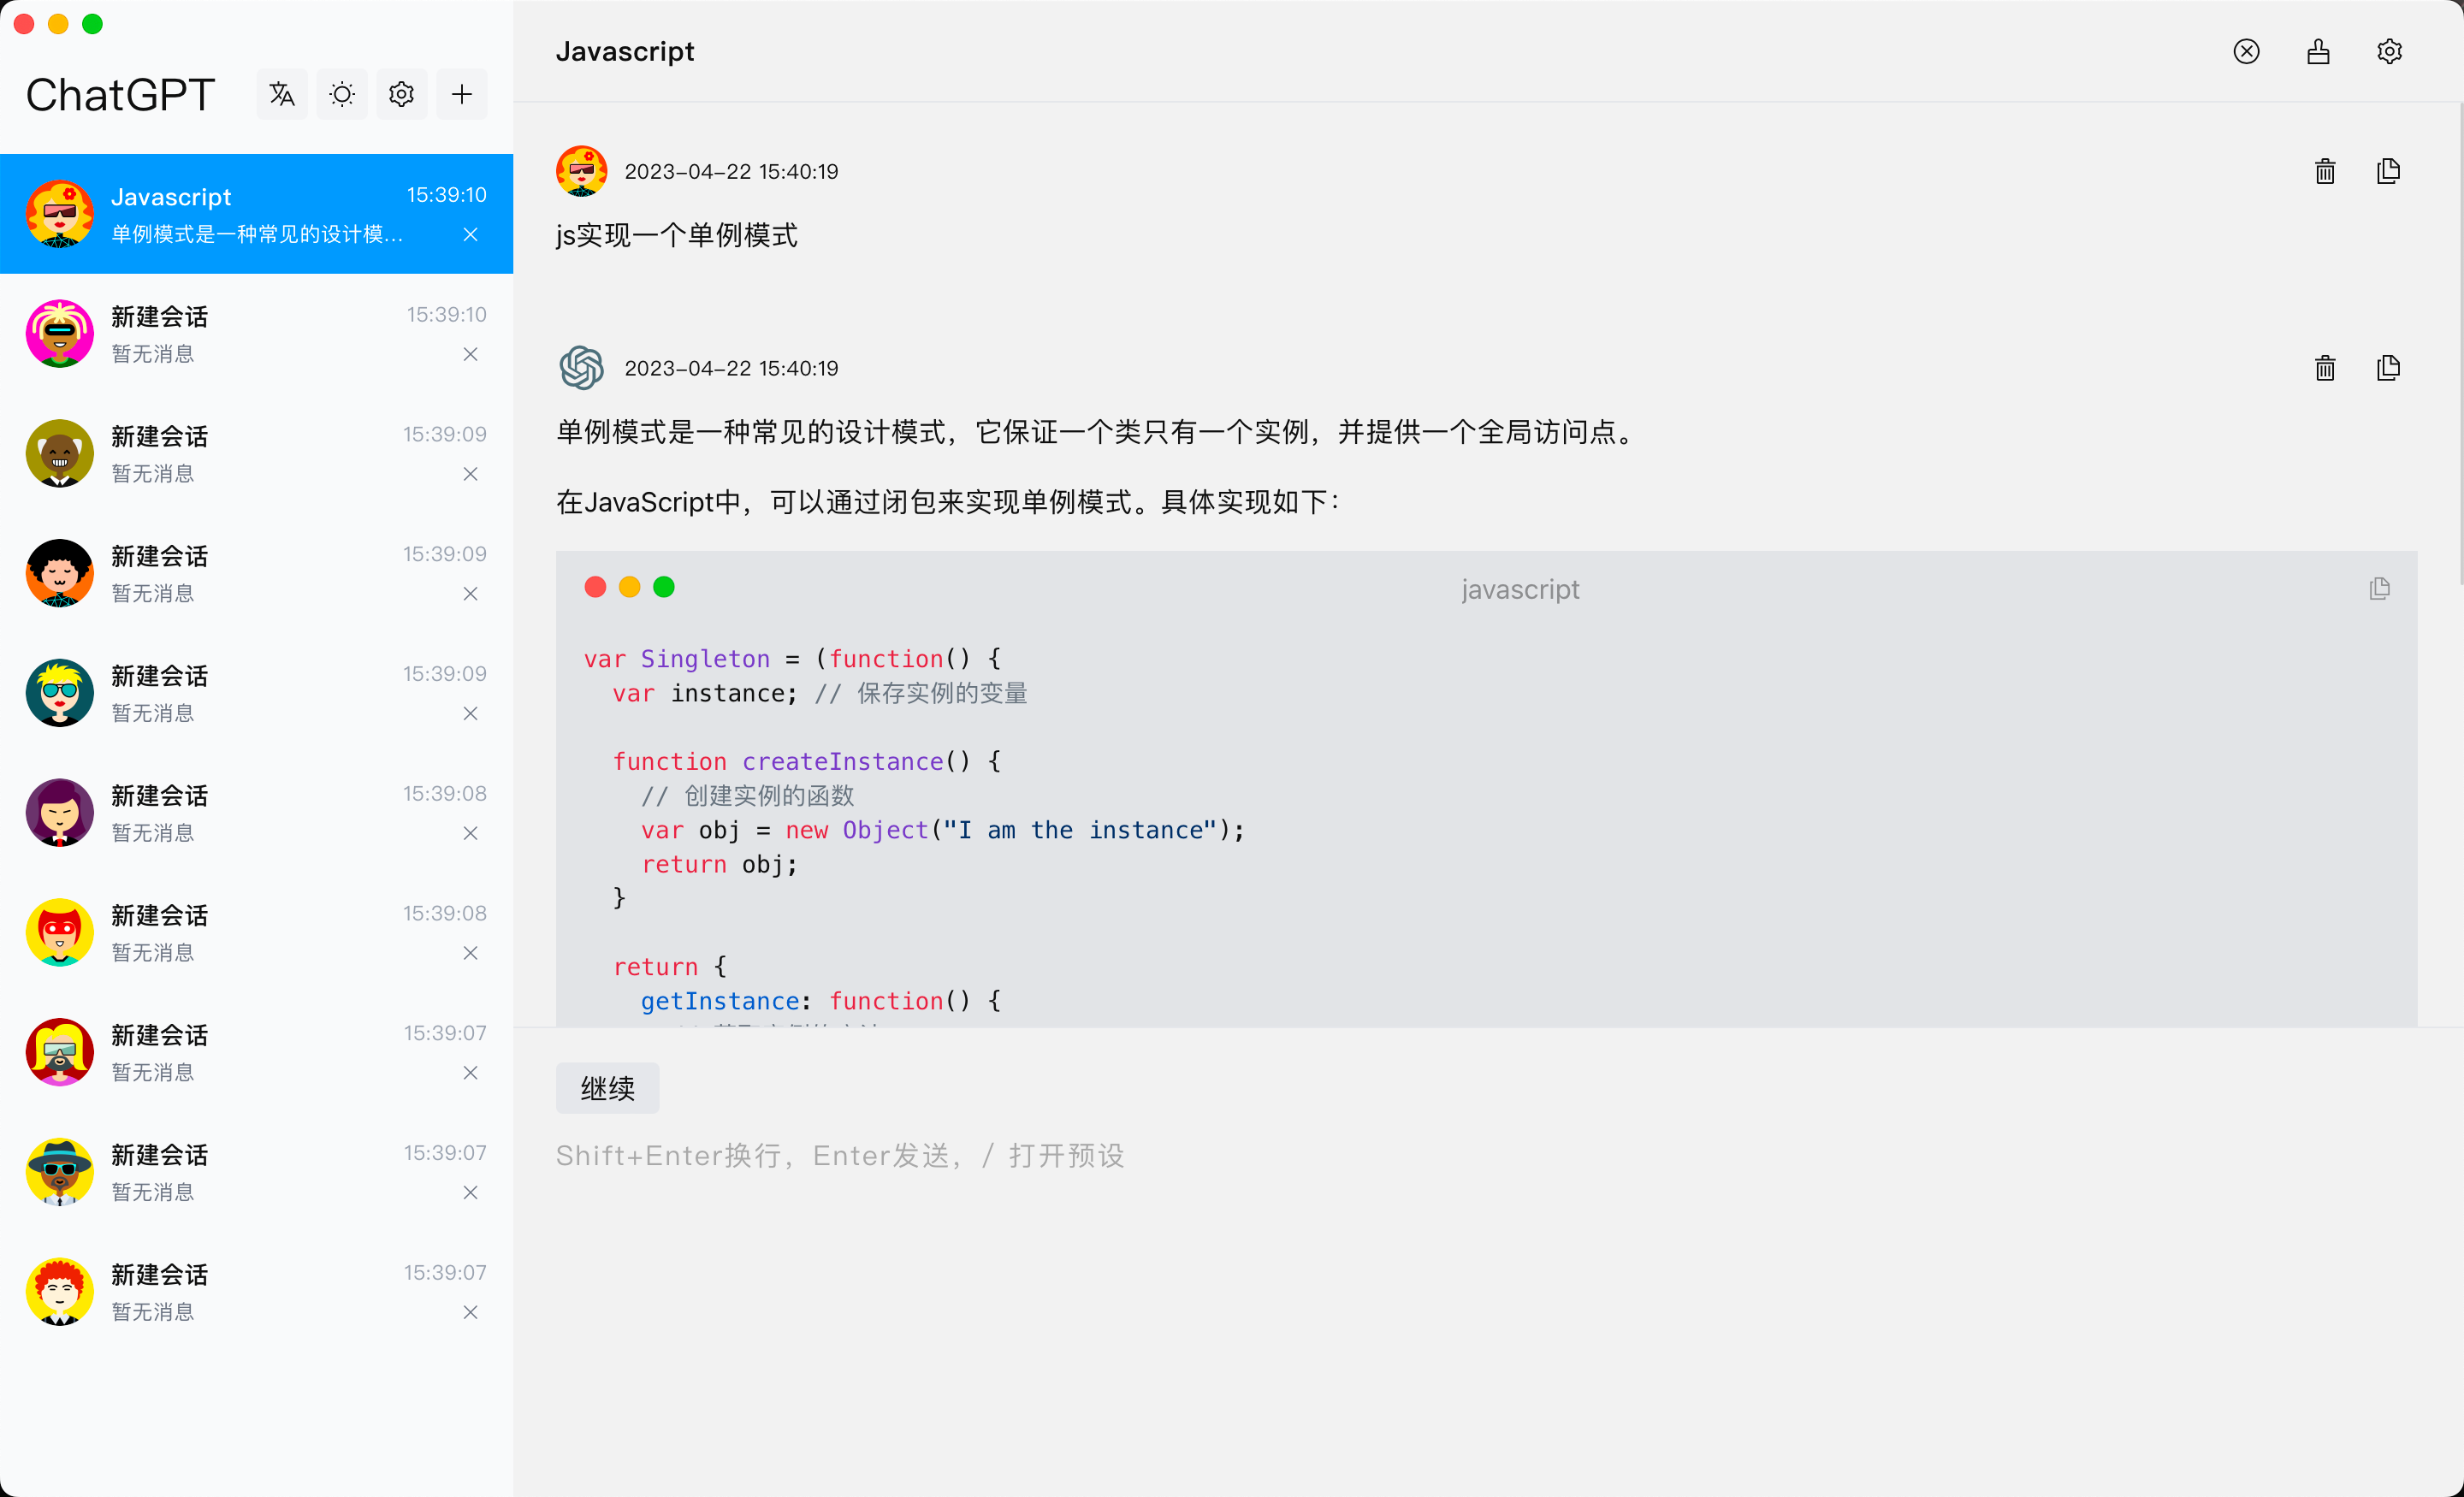 ChatGPT
Javascript
15:39:10
单例模式是一种常见的设计模...
新建会话
15:39:10
暂无消息
新建会话
15:39:09
暂无消息
新建会话
15:39:09
暂无消息
新建会话
15:39:09
暂无消息
新建会话
15:39:08
暂无消息
新建会话
15:39:08
暂无消息
新建会话
15:39:07
暂无消息
新建会话
15:39:07
暂无消息
新建会话
15:39:07
暂无消息
Javascript
2023-04-22 15:40:19
js实现一个单例模式
2023-04-22 15:40:19
单例模式是一种常见的设计模式，它保证一个类只有一个实例，并提供一个全局访问点。
在JavaScript中，可以通过闭包来实现单例模式。具体实现如下：
javascript
var Singleton = (function() {
  var instance; // 保存实例的变量
  function createInstance() {
    // 创建实例的函数
    var obj = new Object("I am the instance");
    return obj;
  }
  return {
    getInstance: function() {
继续
Shift+Enter换行，Enter发送，/ 打开预设